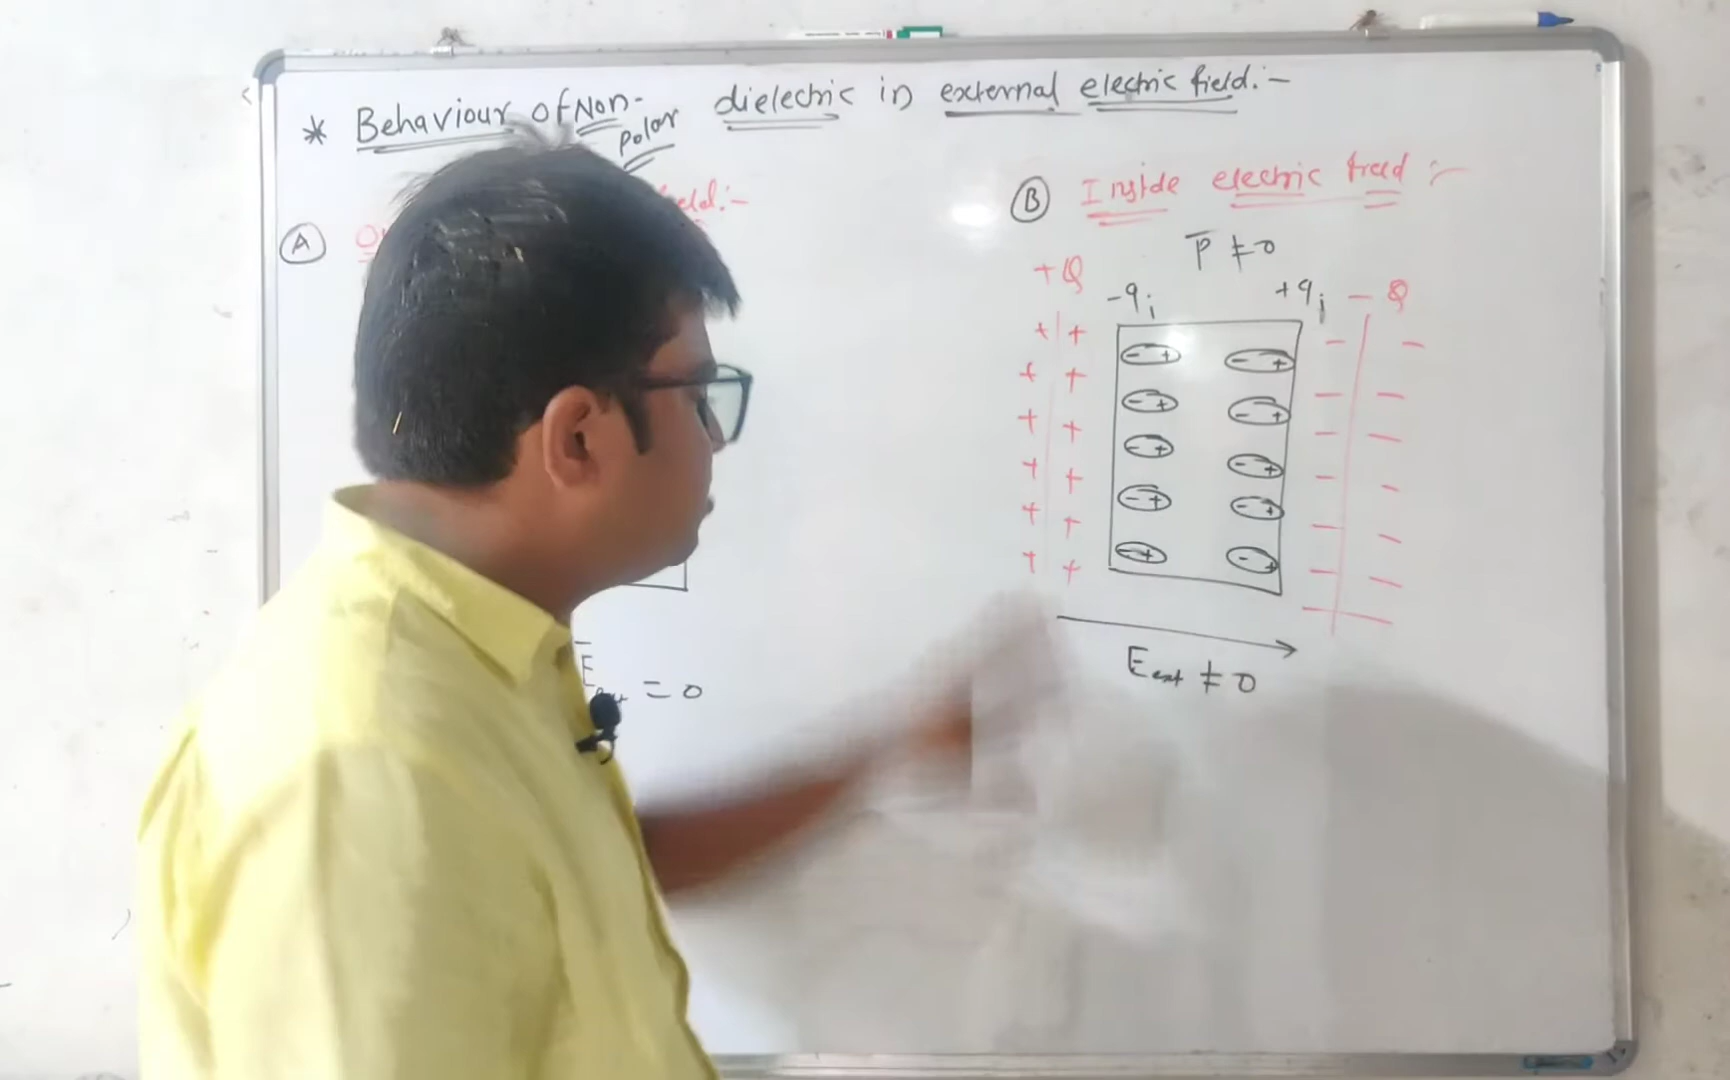 * Behaviour of Non-polar dielectric in external electric field:-
A
B Inside electric field :-
P ≠ 0
+Q -qi +qi - Q
+ + - + - + - -
+ + - + - + - -
+ + - + - + - -
+ + - + - + - -
+ + - + - + - -
+ + - -
E = 0
Eext ≠ 0